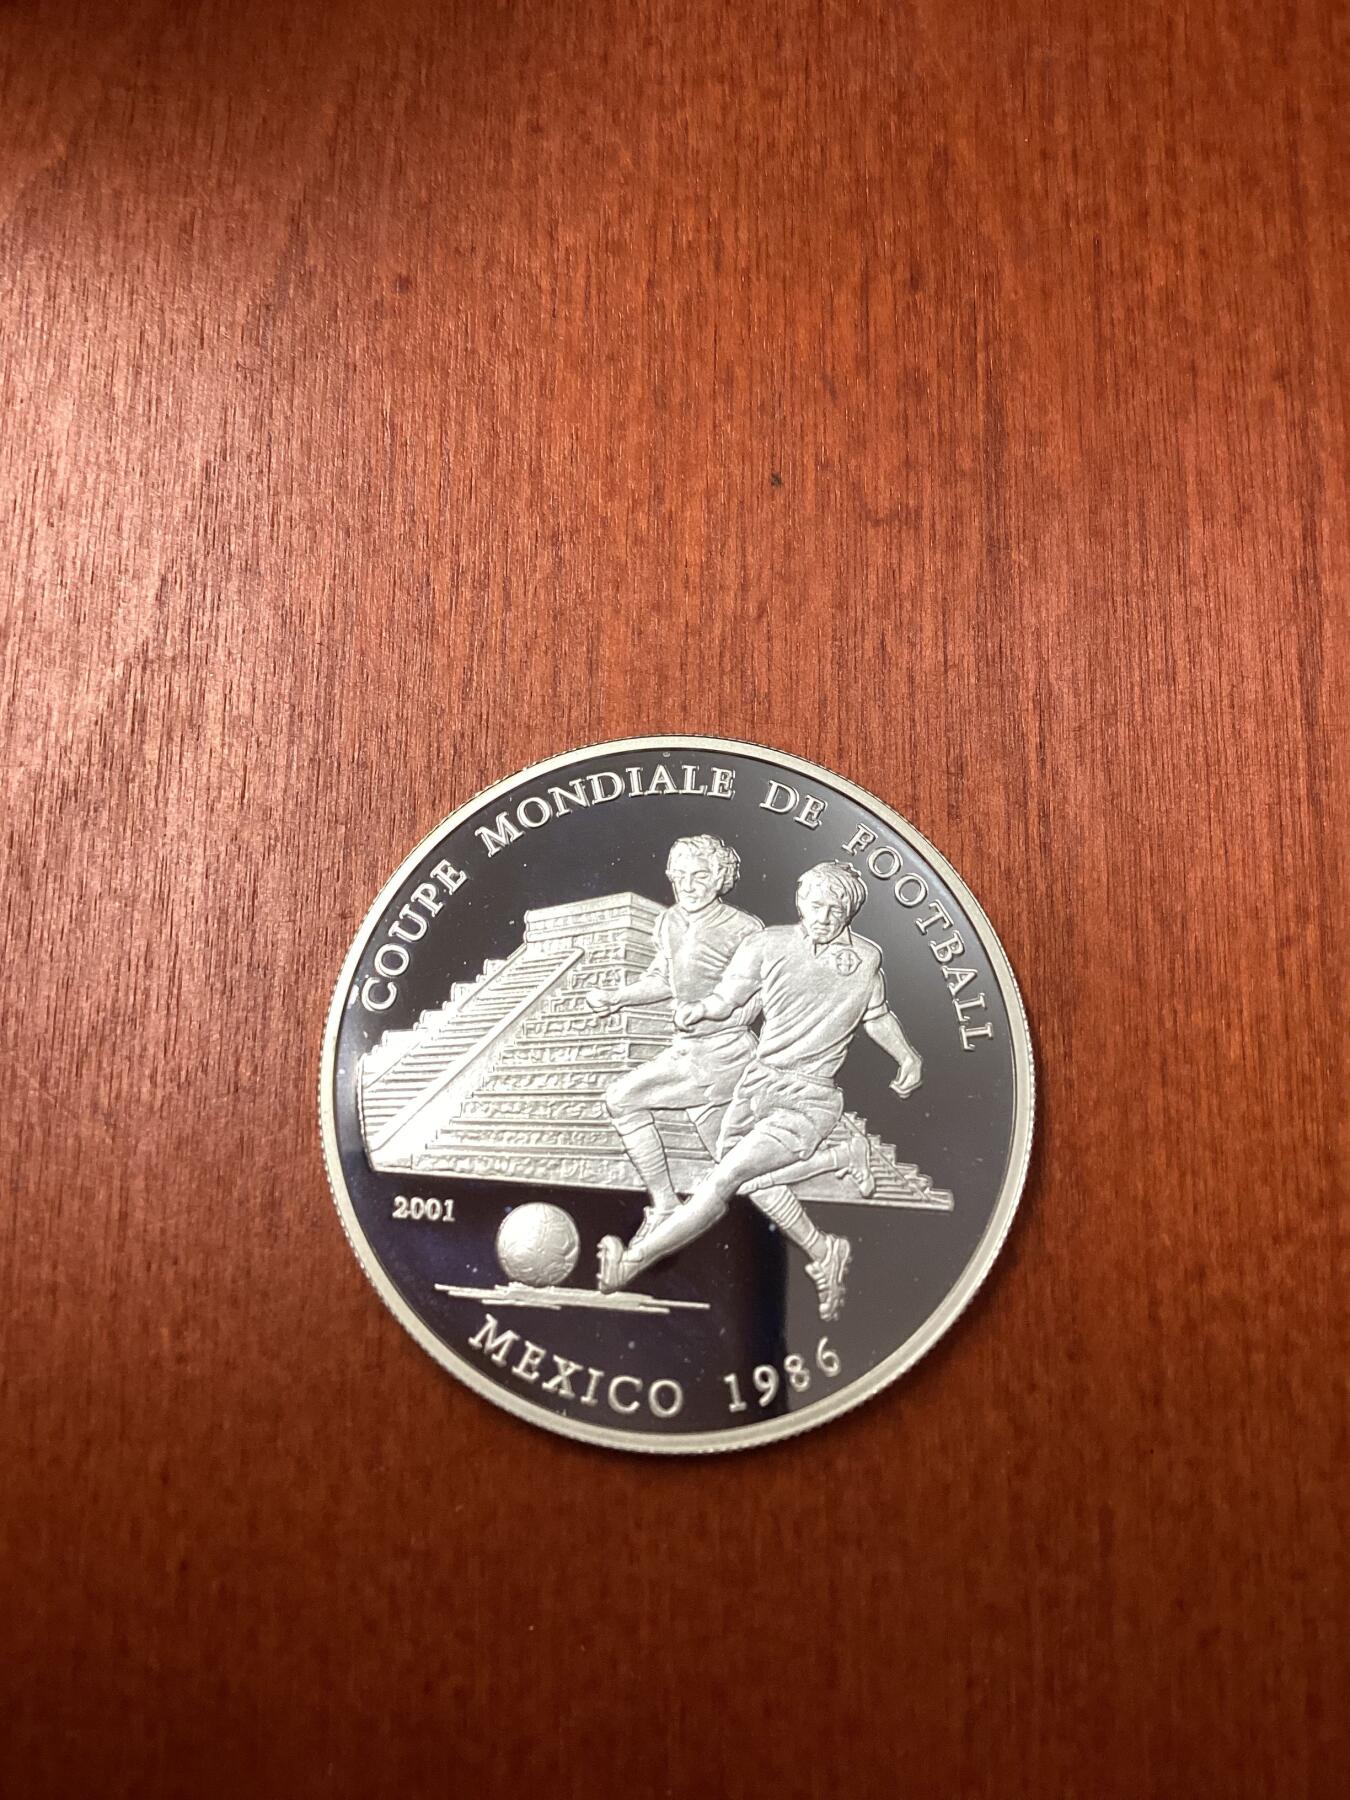 COUPE MONDIALE DE FOOTBALL
2001
MEXICO 1986